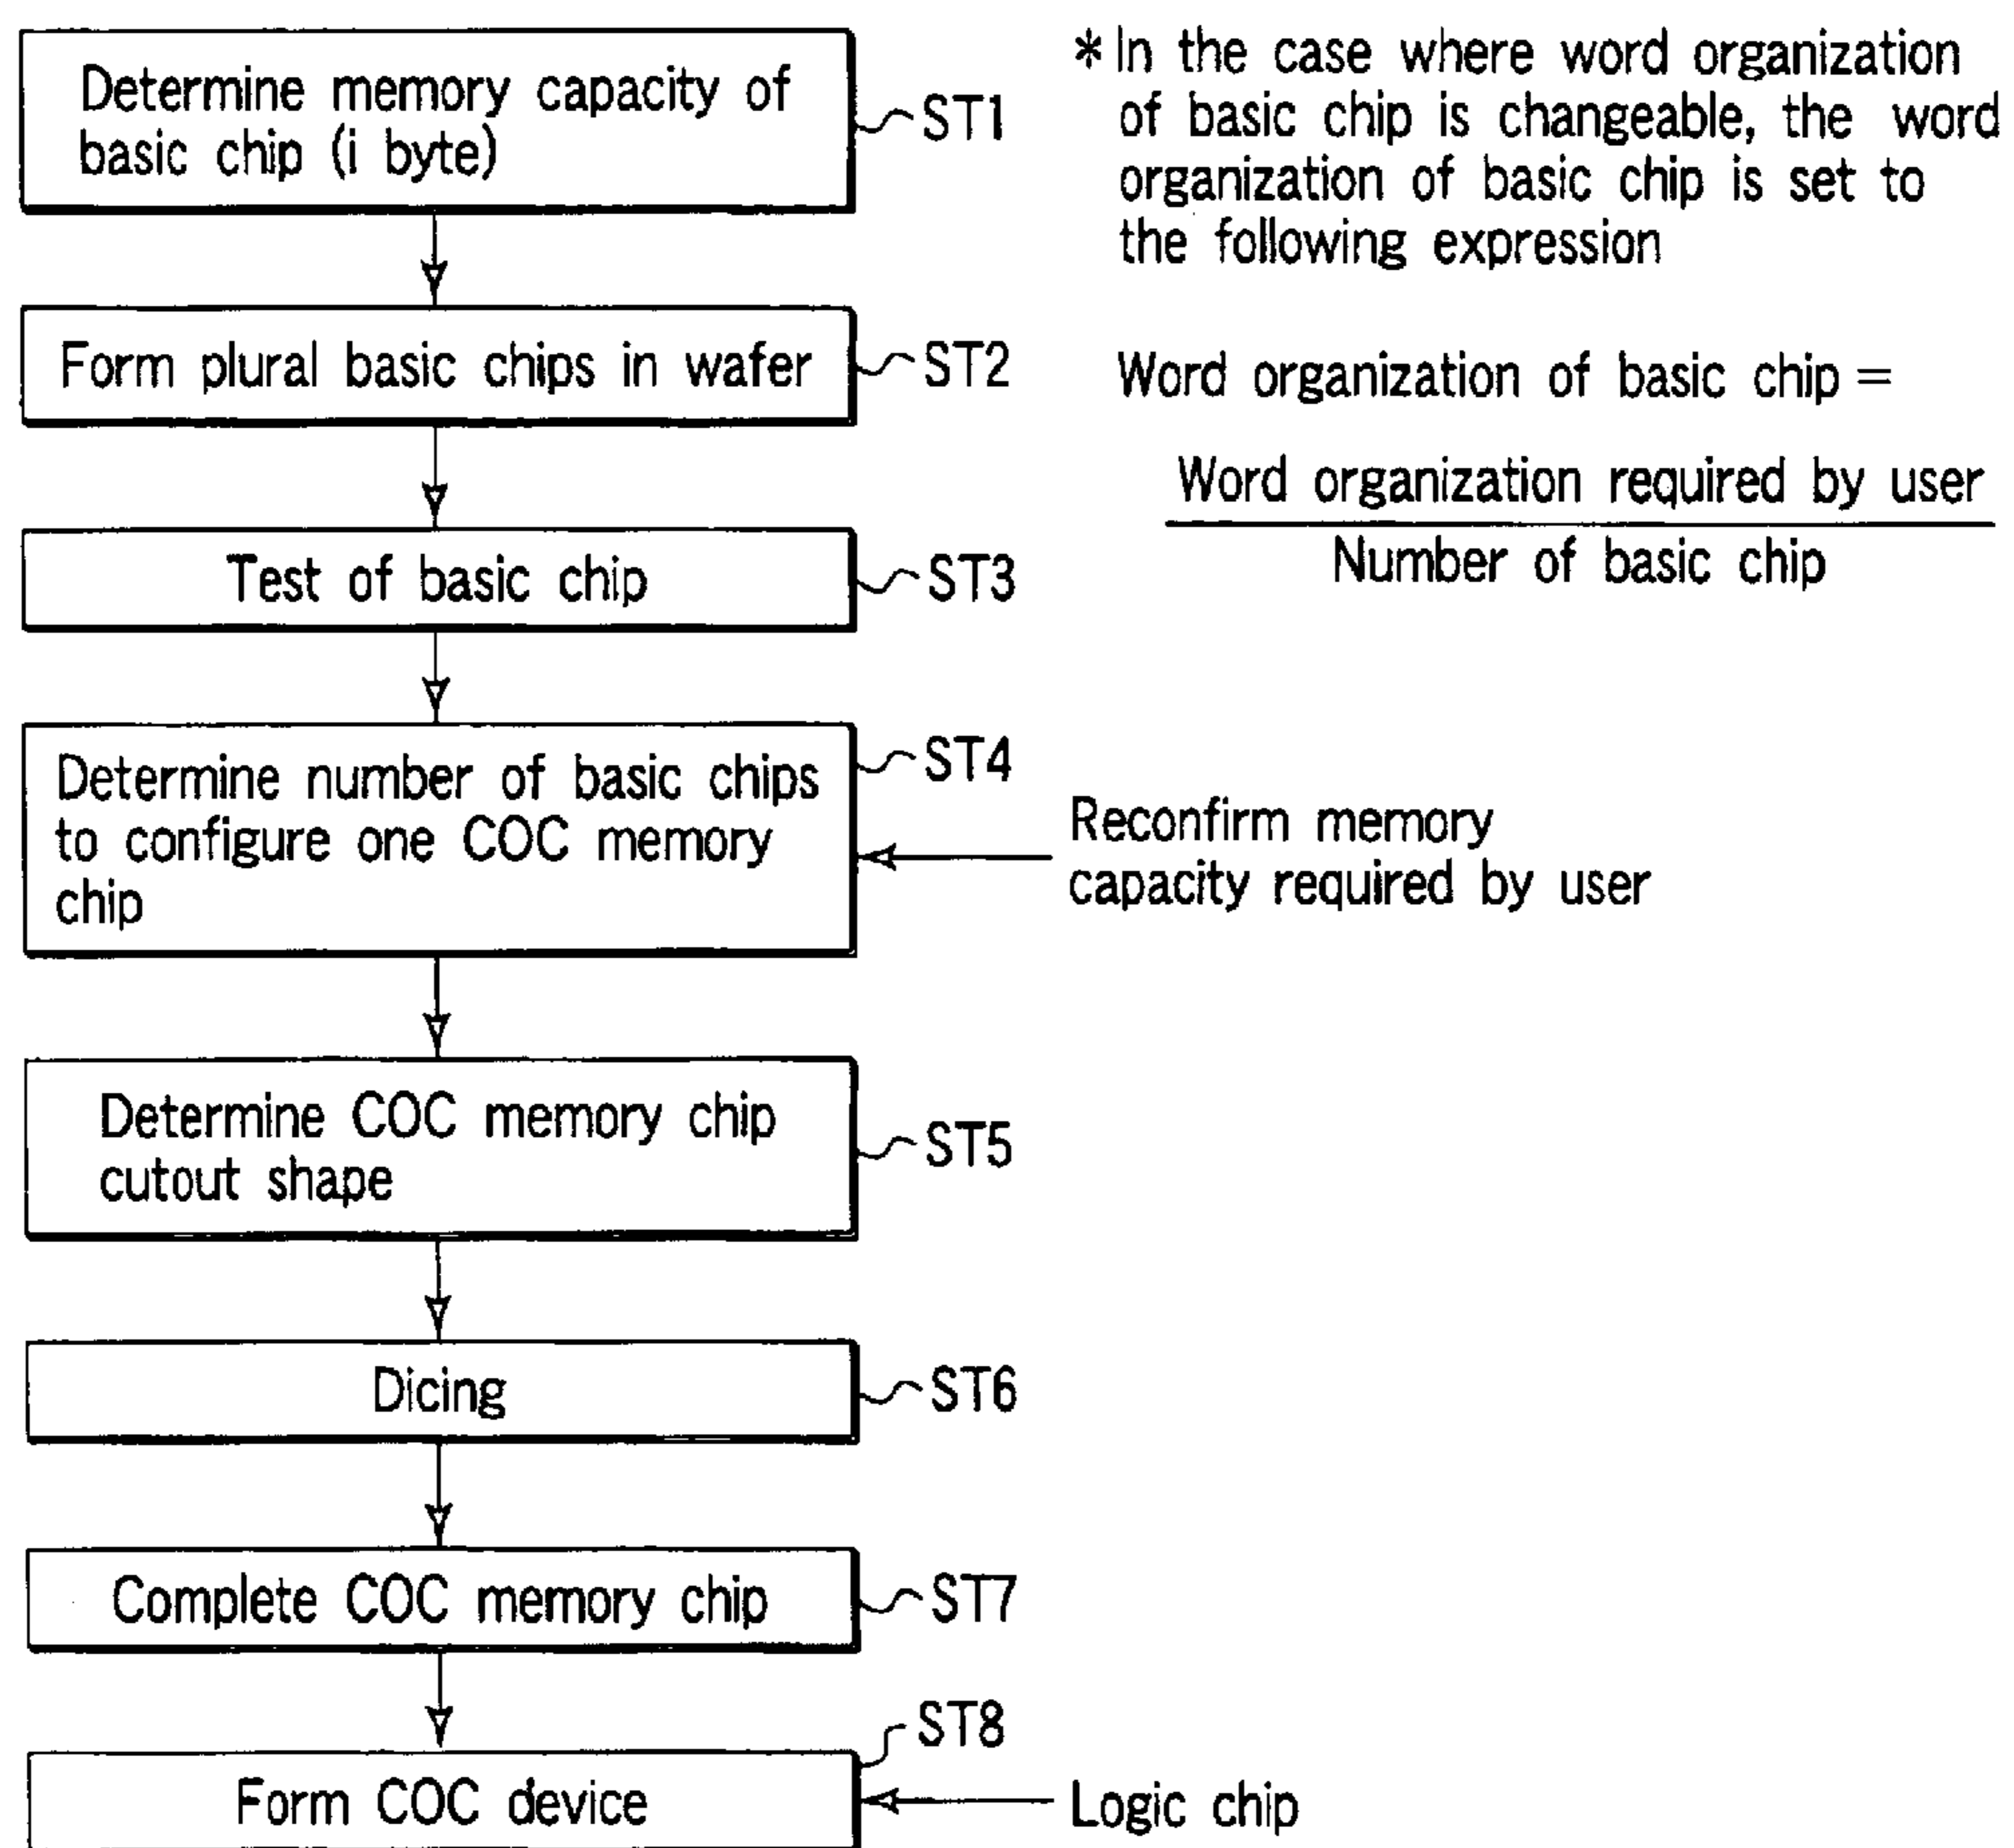 Determine memory capacity of
basic chip (i byte)
ST1
Form plural basic chips in wafer
ST2
Test of basic chip
ST3
Determine number of basic chips
to configure one COC memory
chip
ST4
Reconfirm memory
capacity required by user
Determine COC memory chip
cutout shape
ST5
Dicing
ST6
Complete COC memory chip
ST7
Form COC device
ST8
Logic chip
* In the case where word organization
of basic chip is changeable, the word
organization of basic chip is set to
the following expression
Word organization of basic chip =
Word organization required by user
Number of basic chip